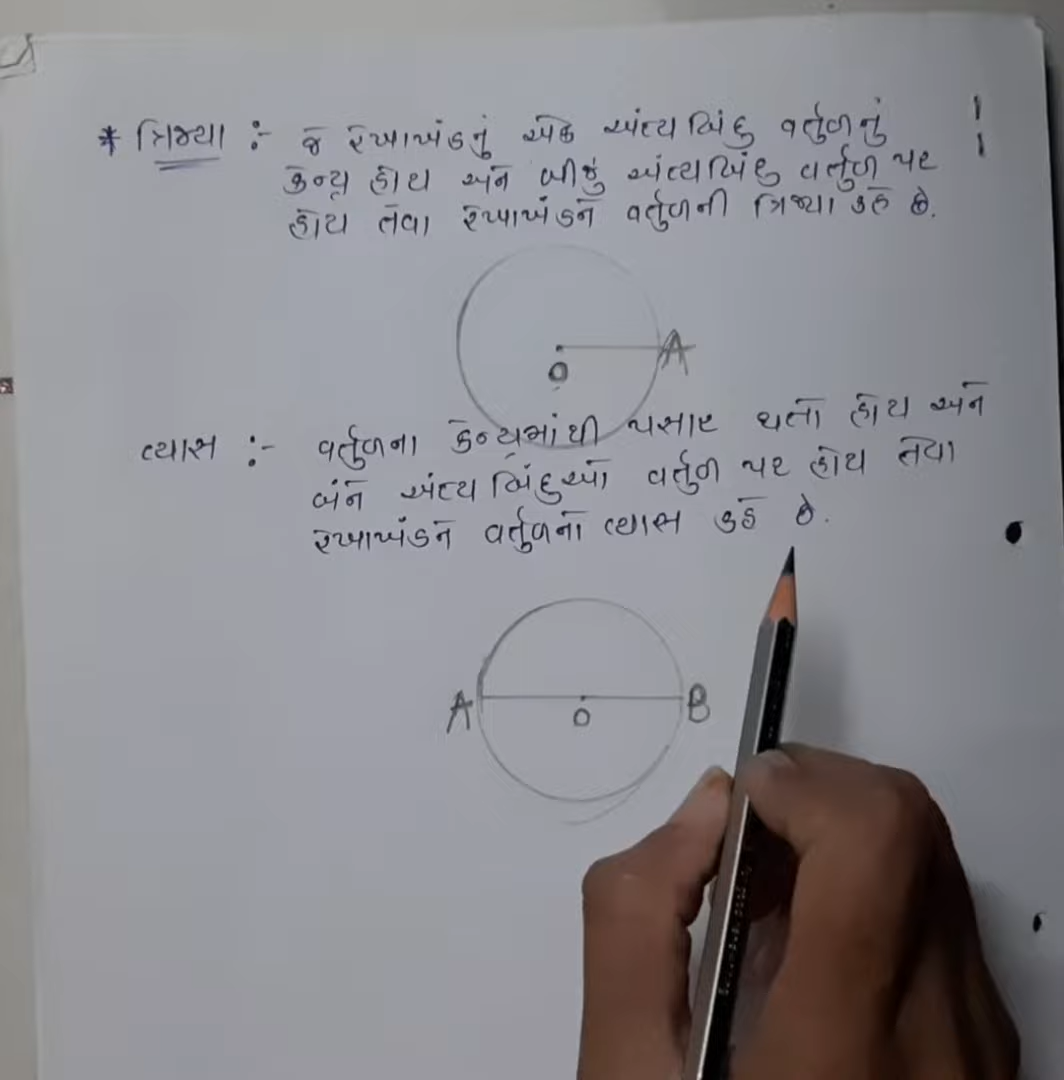 * ત્રિજ્યા :- જે રેખાખંડનું એક અંત્યબિંદુ વર્તુળનું
કેન્દ્ર હોય અને બીજું અંત્યબિંદુ વર્તુળ પર
હોય તેવા રેખાખંડને વર્તુળની ત્રિજ્યા કહે છે.
A
O
વ્યાસ :- વર્તુળના કેન્દ્રમાંથી પસાર થતો હોય અને
બંને અંત્યબિંદુઓ વર્તુળ પર હોય તેવા
રેખાખંડને વર્તુળનો વ્યાસ કહે છે.
A O B